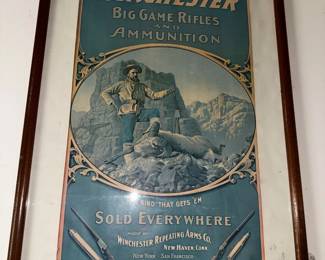 WINCHESTER
BIG GAME RIFLES
AND
AMMUNITION
KIND THAT GETS 'EM
SOLD EVERYWHERE
MADE BY
WINCHESTER REPEATING ARMS CO.
NEW HAVEN, CONN.
NEW YORK SAN FRANCISCO